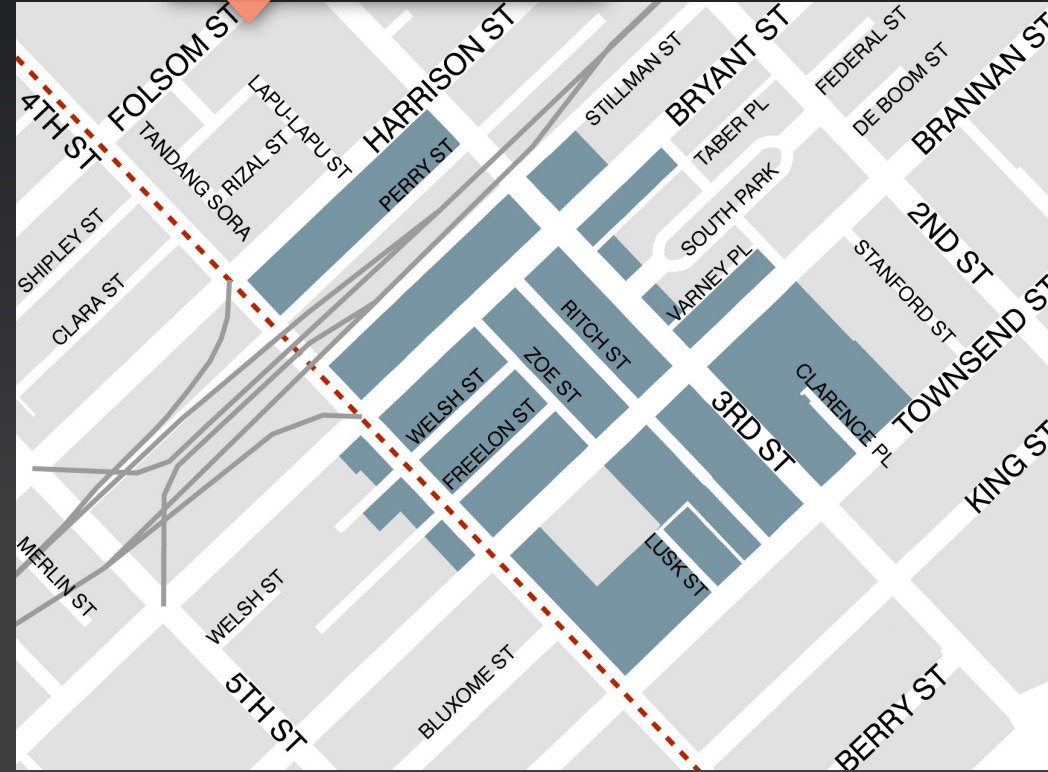 FOLSOM ST
HARRISON ST
STILLMAN ST
BRYANT ST
FEDERAL ST
DE BOOM ST
BRANNAN ST
4TH ST
LAPU-LAPU ST
TANDANG SORA
RIZAL ST
PERRY ST
TABER PL
SOUTH PARK
VARNEY PL
2ND ST
STANFORD ST
TOWNSEND ST
SHIPLEY ST
CLARA ST
RITCH ST
ZOE ST
WELSH ST
FREELON ST
3RD ST
CLARENCE PL
KING ST
MERLIN ST
WELSH ST
LUSK ST
5TH ST
BLUXOME ST
BERRY ST